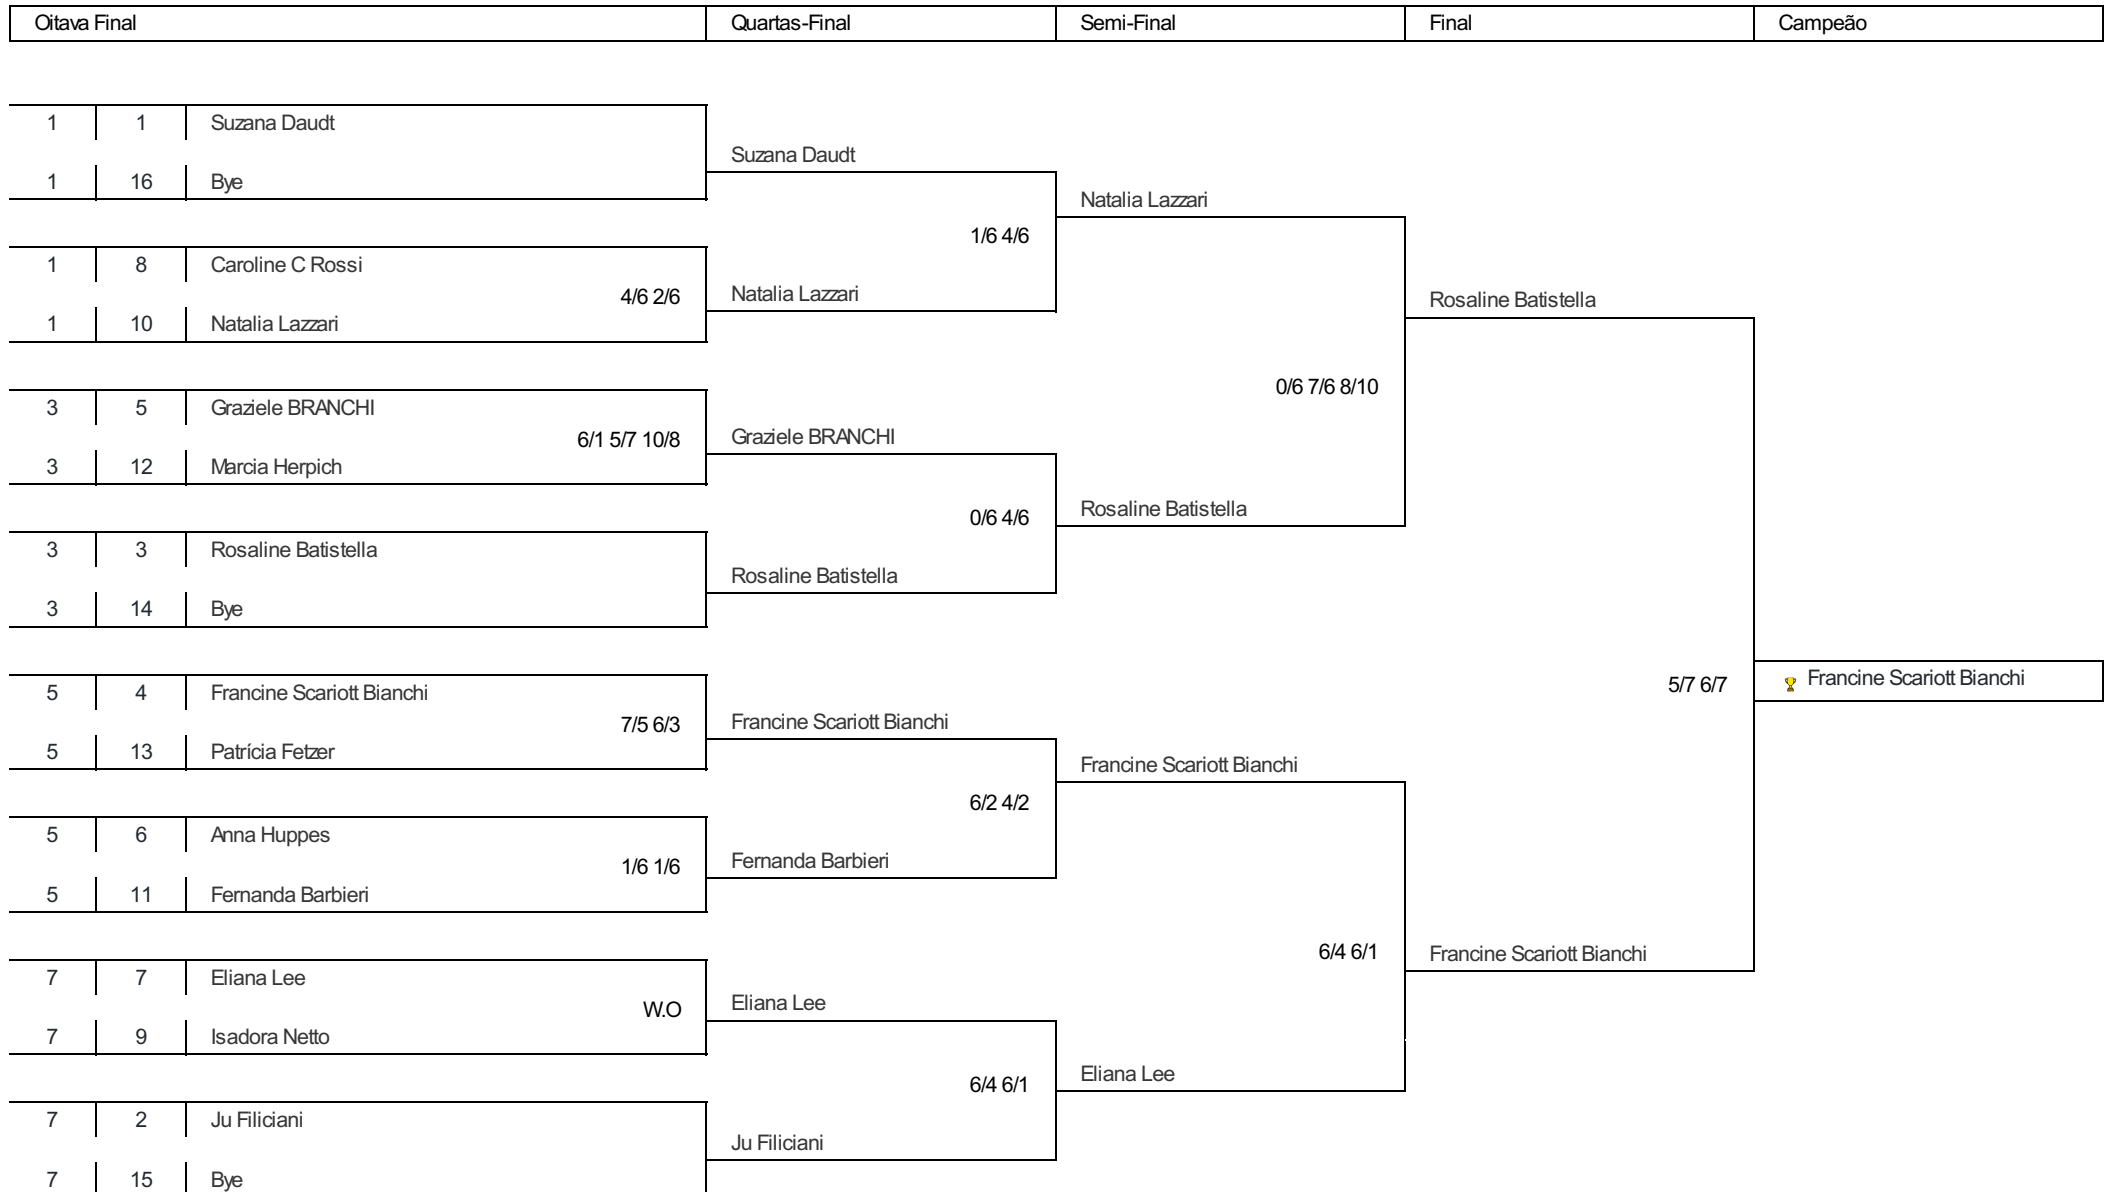 Oitava Final Quartas-Final Semi-Final Final Campeão
1 1 Suzana Daudt
Suzana Daudt
1 16 Bye
Natalia Lazzari
1/6 4/6
1 8 Caroline C Rossi
4/6 2/6 Natalia Lazzari
Rosaline Batistella
1 10 Natalia Lazzari
0/6 7/6 8/10
3 5 Graziele BRANCHI
6/1 5/7 10/8 Graziele BRANCHI
3 12 Marcia Herpich
Rosaline Batistella
0/6 4/6
3 3 Rosaline Batistella
Rosaline Batistella
3 14 Bye
5/7 6/7 Francine Scariott Bianchi
5 4 Francine Scariott Bianchi
7/5 6/3 Francine Scariott Bianchi
5 13 Patrícia Fetzer
Francine Scariott Bianchi
6/2 4/2
5 6 Anna Huppes
1/6 1/6 Fernanda Barbieri
5 11 Fernanda Barbieri
6/4 6/1 Francine Scariott Bianchi
7 7 Eliana Lee
W.O Eliana Lee
7 9 Isadora Netto
Eliana Lee
6/4 6/1
7 2 Ju Filiciani
Ju Filiciani
7 15 Bye